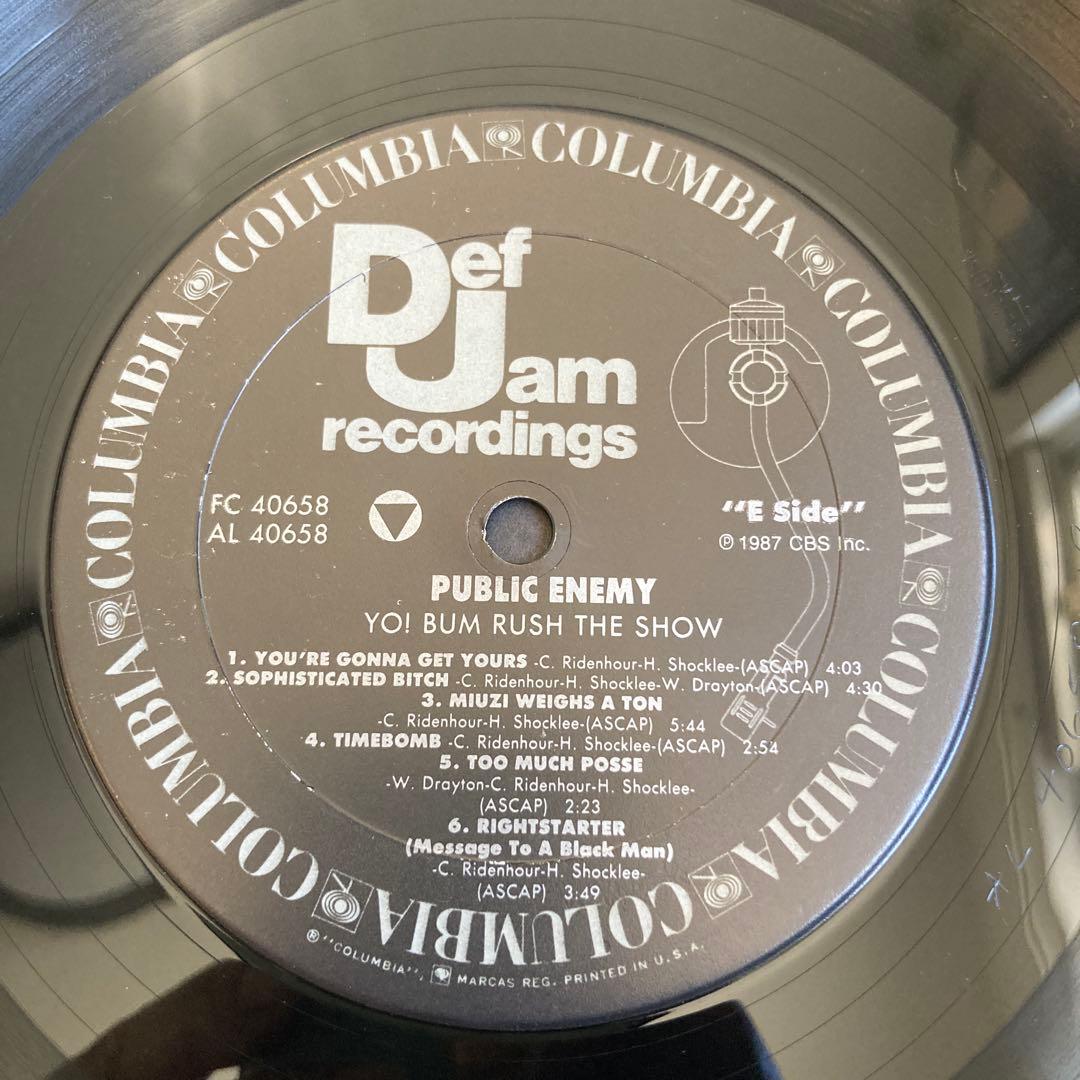 COLUMBIA COLUMBIA COLUMBIA COLUMBIA COLUMBIA COLUMBIA COLUMBIA COLUMBIA COLUMBIA
Def
Jam
recordings
FC 40658
AL 40658
"E Side"
℗ 1987 CBS Inc.
PUBLIC ENEMY
YO! BUM RUSH THE SHOW
1. YOU'RE GONNA GET YOURS -C. Ridenhour-H. Shocklee-(ASCAP) 4:03
2. SOPHISTICATED BITCH -C. Ridenhour-H. Shocklee-W. Drayton-(ASCAP) 4:30
3. MIUZI WEIGHS A TON
-C. Ridenhour-H. Shocklee-(ASCAP) 5:44
4. TIMEBOMB -C. Ridenhour-H. Shocklee-(ASCAP) 2:54
5. TOO MUCH POSSE
-W. Drayton-C. Ridenhour-H. Shocklee-
(ASCAP) 2:23
6. RIGHTSTARTER
(Message To A Black Man)
-C. Ridenhour-H. Shocklee-
(ASCAP) 3:49
® "COLUMBIA", MARCAS REG. PRINTED IN U.S.A.